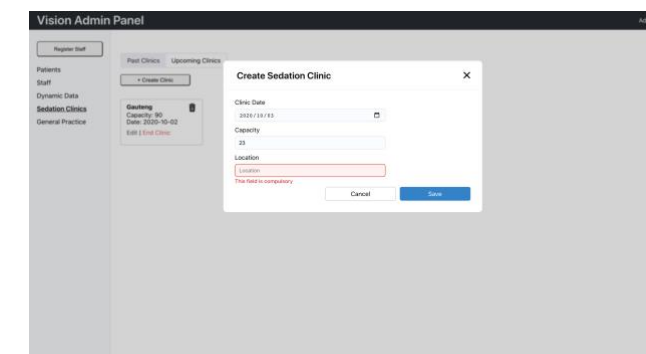 Vision Admin Panel
Ad
Register Staff
Patients
Staff
Dynamic Data
Sedation Clinics
General Practice
Past Clinics Upcoming Clinics
+ Create Clinic
Gauteng
Capacity: 90
Date: 2020-10-02
Edit | End Clinic
Create Sedation Clinic
Clinic Date
2020/10/03
Capacity
23
Location
Location
This field is compulsory
Cancel Save